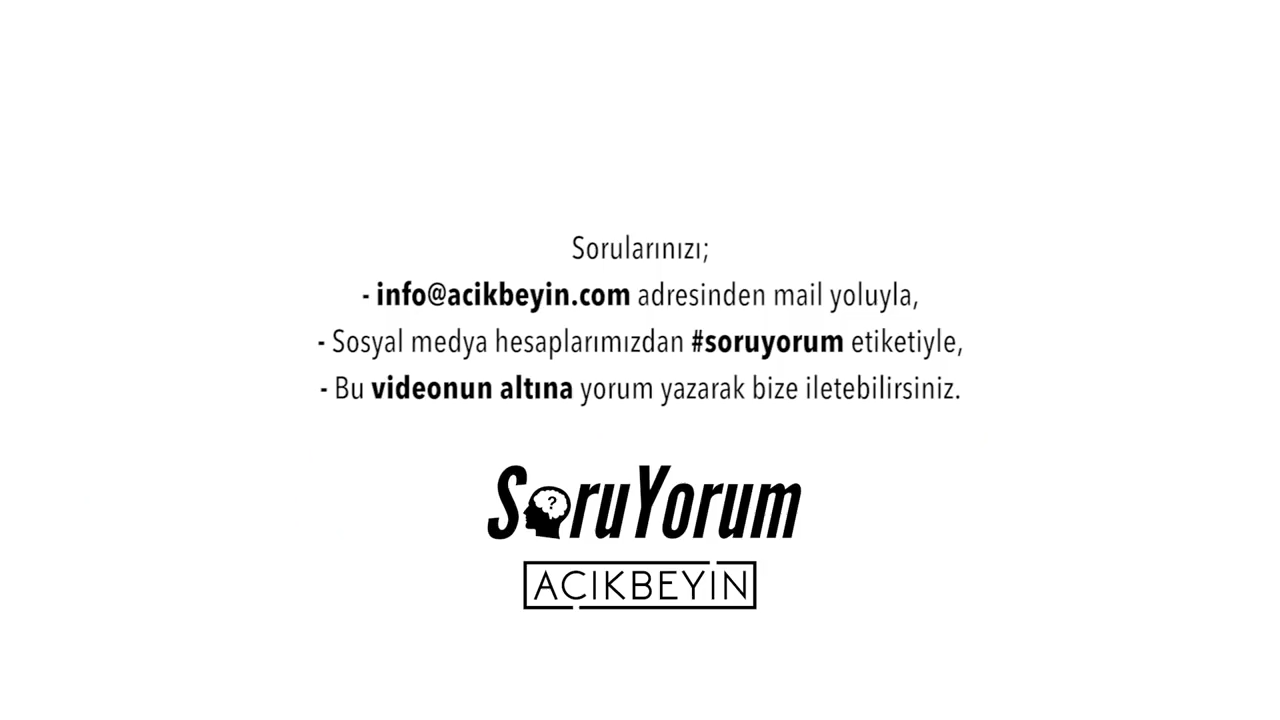 Sorularınızı;
- info@acikbeyin.com adresinden mail yoluyla,
- Sosyal medya hesaplarımızdan #soruyorum etiketiyle,
- Bu videonun altına yorum yazarak bize iletebilirsiniz.
SoruYorum
AÇIKBEYİN